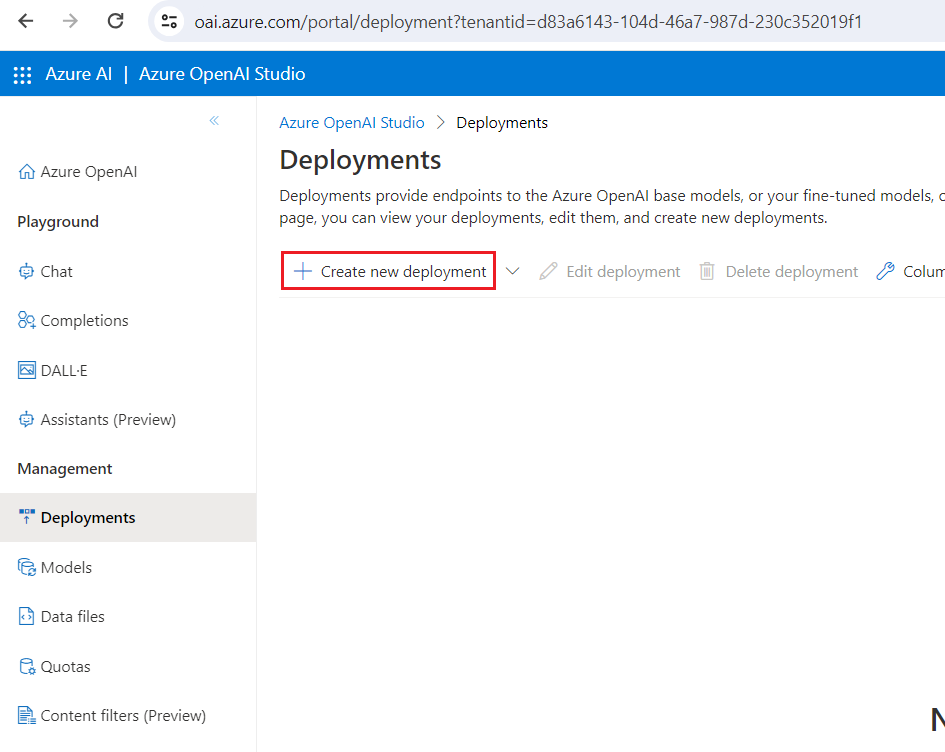 oai.azure.com/portal/deployment?tenantid=d83a6143-104d-46a7-987d-230c352019f1
Azure AI | Azure OpenAI Studio
Azure OpenAI Studio > Deployments
Deployments
Deployments provide endpoints to the Azure OpenAI base models, or your fine-tuned models,
page, you can view your deployments, edit them, and create new deployments.
Create new deployment Edit deployment Delete deployment Colum
Azure OpenAI
Playground
Chat
Completions
DALL·E
Assistants (Preview)
Management
Deployments
Models
Data files
Quotas
Content filters (Preview)
N